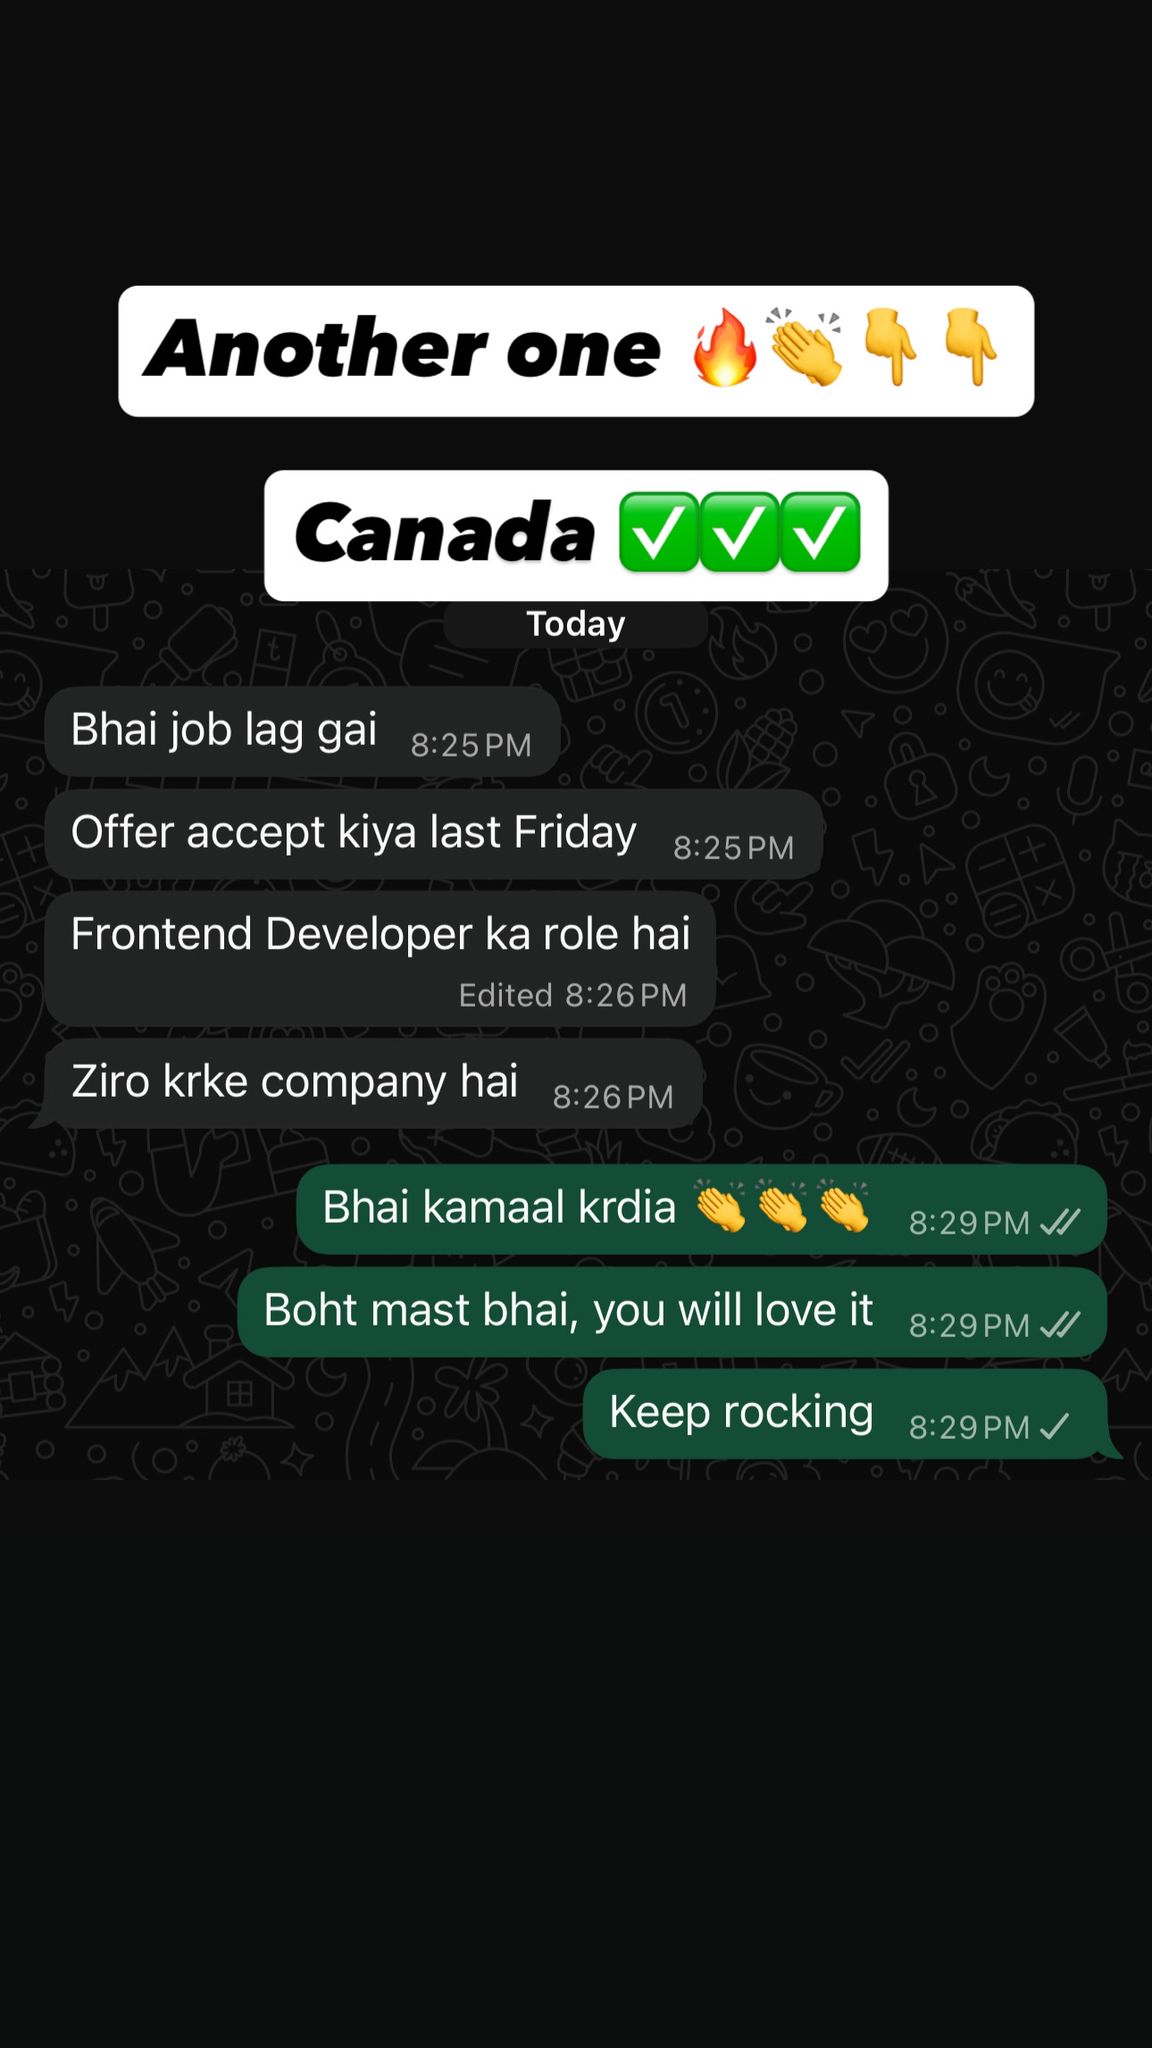 Another one 🔥👏👇👇
Canada ✅✅✅
Today
Bhai job lag gai 8:25 PM
Offer accept kiya last Friday 8:25 PM
Frontend Developer ka role hai
Edited 8:26 PM
Ziro krke company hai 8:26 PM
Bhai kamaal krdia 👏👏👏 8:29 PM
Boht mast bhai, you will love it 8:29 PM
Keep rocking 8:29 PM